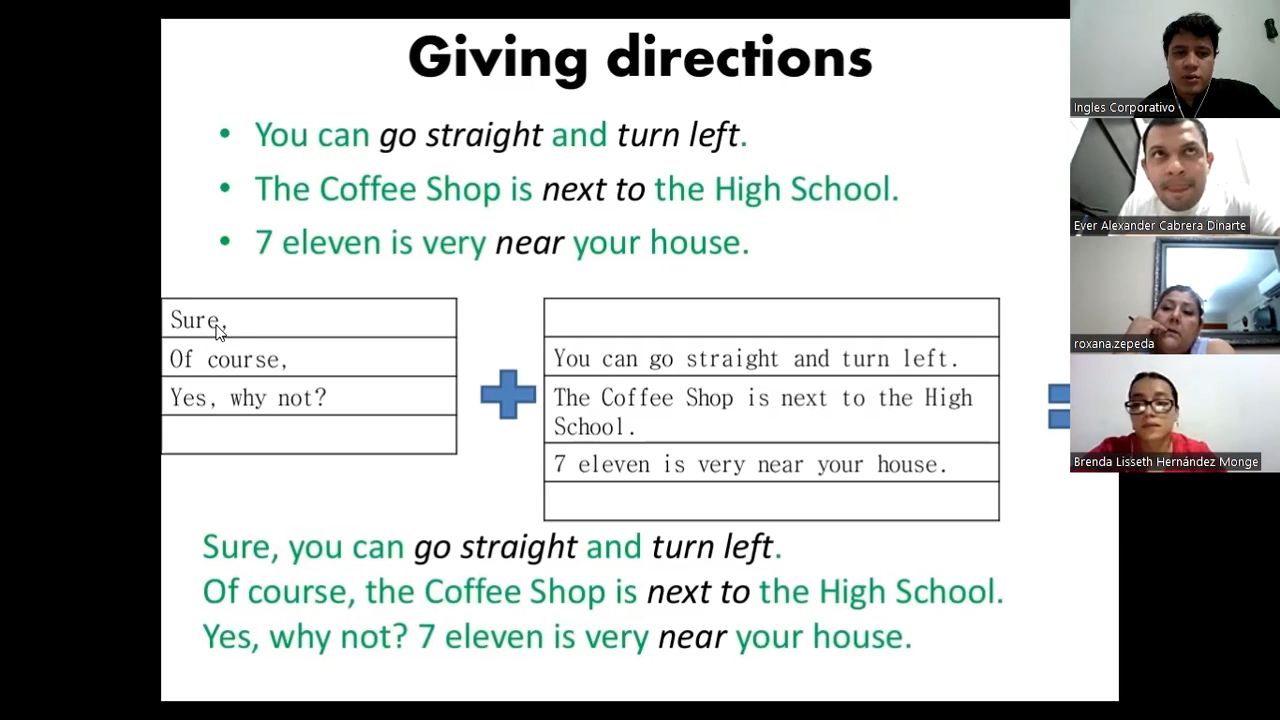 Giving directions
• You can go straight and turn left.
• The Coffee Shop is next to the High School.
• 7 eleven is very near your house.
Sure,
Of course,
Yes, why not?
You can go straight and turn left.
The Coffee Shop is next to the High
School.
7 eleven is very near your house.
Sure, you can go straight and turn left.
Of course, the Coffee Shop is next to the High School.
Yes, why not? 7 eleven is very near your house.
Ingles Corporativo
Ever Alexander Cabrera Dinarte
roxana.zepeda
Brenda Lisseth Hernández Monge